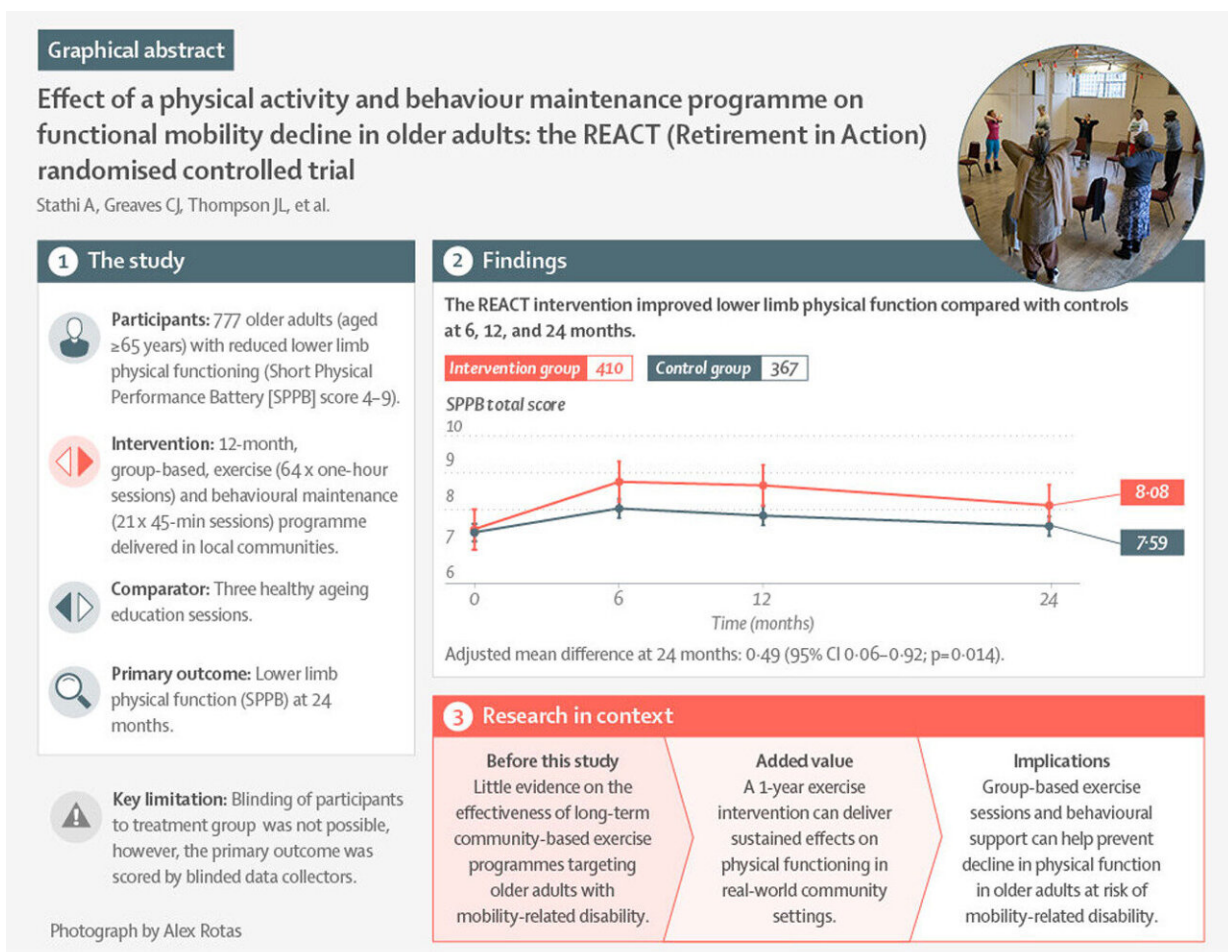 Graphical abstract
Effect of a physical activity and behaviour maintenance programme on
functional mobility decline in older adults: the REACT (Retirement in Action)
randomised controlled trial
Stathi A, Greaves CJ, Thompson JL, et al.
1 The study
Participants: 777 older adults (aged
≥65 years) with reduced lower limb
physical functioning (Short Physical
Performance Battery [SPPB] score 4–9).
Intervention: 12-month,
group-based, exercise (64 x one-hour
sessions) and behavioural maintenance
(21 x 45-min sessions) programme
delivered in local communities.
Comparator: Three healthy ageing
education sessions.
Primary outcome: Lower limb
physical function (SPPB) at 24
months.
Key limitation: Blinding of participants
to treatment group was not possible,
however, the primary outcome was
scored by blinded data collectors.
Photograph by Alex Rotas
2 Findings
The REACT intervention improved lower limb physical function compared with controls
at 6, 12, and 24 months.
Intervention group 410 Control group 367
SPPB total score
10
9
8
7
6
8·08
7·59
0 6 12 24
Time (months)
Adjusted mean difference at 24 months: 0·49 (95% CI 0·06–0·92; p=0·014).
3 Research in context
Before this study
Little evidence on the
effectiveness of long-term
community-based exercise
programmes targeting
older adults with
mobility-related disability.
Added value
A 1-year exercise
intervention can deliver
sustained effects on
physical functioning in
real-world community
settings.
Implications
Group-based exercise
sessions and behavioural
support can help prevent
decline in physical function
in older adults at risk of
mobility-related disability.